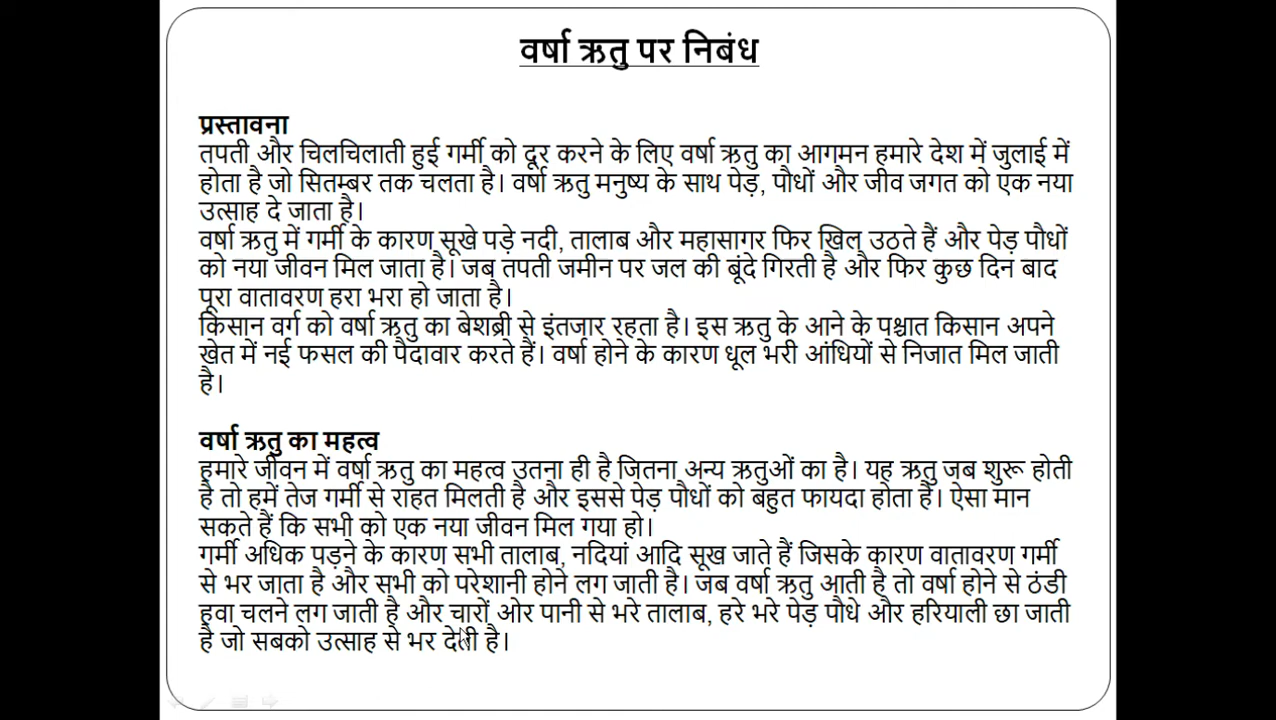 वर्षा ऋतु पर निबंध
प्रस्तावना
तपती और चिलचिलाती हुई गर्मी को दूर करने के लिए वर्षा ऋतु का आगमन हमारे देश में जुलाई में
होता है जो सितम्बर तक चलता है। वर्षा ऋतु मनुष्य के साथ पेड़, पौधों और जीव जगत को एक नया
उत्साह दे जाता है।
वर्षा ऋतु में गर्मी के कारण सूखे पड़े नदी, तालाब और महासागर फिर खिल उठते हैं और पेड़ पौधों
को नया जीवन मिल जाता है। जब तपती जमीन पर जल की बूंदे गिरती है और फिर कुछ दिन बाद
पूरा वातावरण हरा भरा हो जाता है।
किसान वर्ग को वर्षा ऋतु का बेशब्री से इंतजार रहता है। इस ऋतु के आने के पश्चात किसान अपने
खेत में नई फसल की पैदावार करते हैं। वर्षा होने के कारण धूल भरी आंधियों से निजात मिल जाती
है।
वर्षा ऋतु का महत्व
हमारे जीवन में वर्षा ऋतु का महत्व उतना ही है जितना अन्य ऋतुओं का है। यह ऋतु जब शुरू होती
है तो हमें तेज गर्मी से राहत मिलती है और इससे पेड़ पौधों को बहुत फायदा होता है। ऐसा मान
सकते हैं कि सभी को एक नया जीवन मिल गया हो।
गर्मी अधिक पड़ने के कारण सभी तालाब, नदियां आदि सूख जाते हैं जिसके कारण वातावरण गर्मी
से भर जाता है और सभी को परेशानी होने लग जाती है। जब वर्षा ऋतु आती है तो वर्षा होने से ठंडी
हवा चलने लग जाती है और चारों ओर पानी से भरे तालाब, हरे भरे पेड़ पौधे और हरियाली छा जाती
है जो सबको उत्साह से भर देती है।